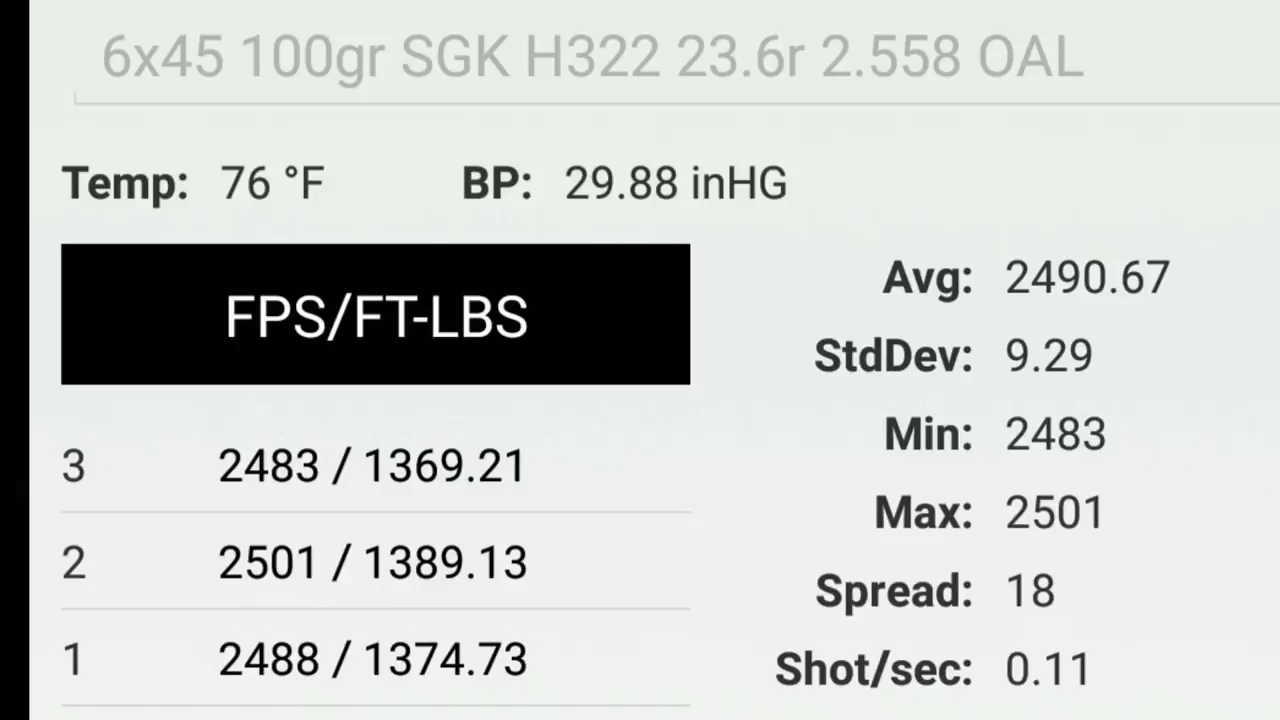 6x45 100gr SGK H322 23.6r 2.558 OAL
Temp: 76 °F BP: 29.88 inHG
FPS/FT-LBS
3 2483 / 1369.21
2 2501 / 1389.13
1 2488 / 1374.73
Avg: 2490.67
StdDev: 9.29
Min: 2483
Max: 2501
Spread: 18
Shot/sec: 0.11